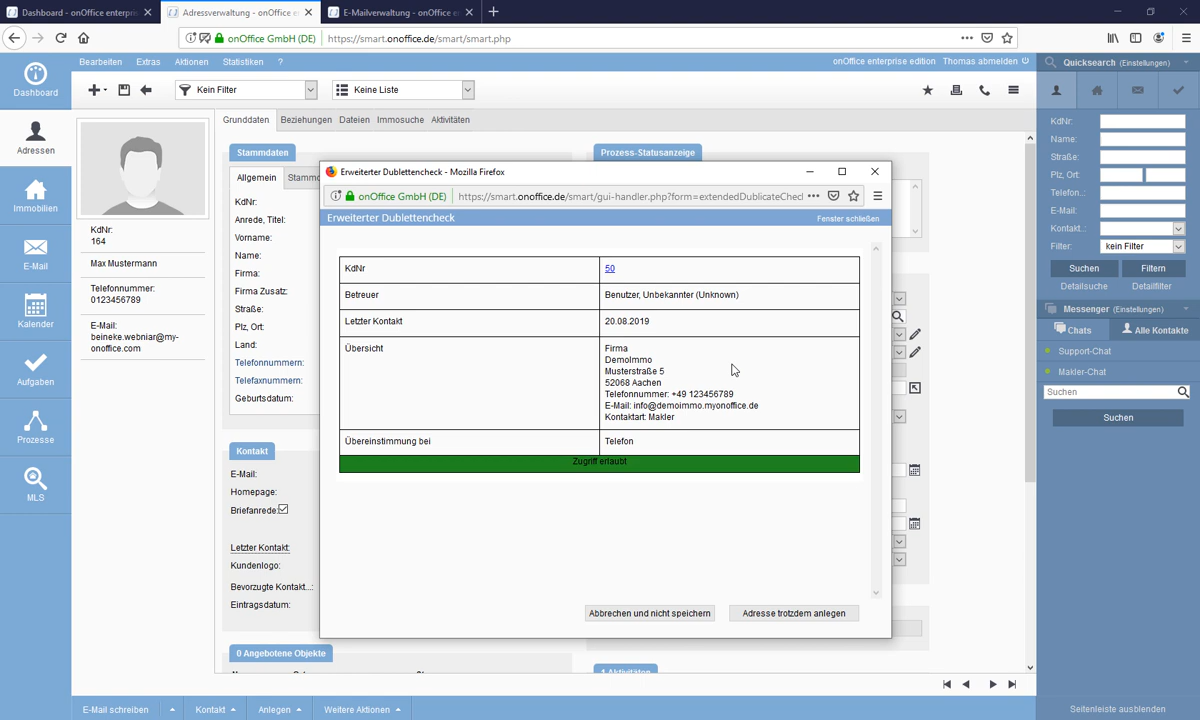 Dashboard - onOffice enterpris
Adressverwaltung - onOffice e
E-Mailverwaltung - onOffice en
onOffice GmbH (DE)
https://smart.onoffice.de/smart/smart.php
Bearbeiten Extras Aktionen Statistiken ?
onOffice enterprise edition Thomas abmelden
Kein Filter
Keine Liste
Dashboard
Adressen
Immobilien
E-Mail
Kalender
Aufgaben
Prozesse
MLS
KdNr:
164
Max Mustermann
Telefonnummer:
0123456789
E-Mail:
beineke.webniar@my-
onoffice.com
Grunddaten Beziehungen Dateien Immosuche Aktivitäten
Stammdaten
Prozess-Statusanzeige
Allgemein Stammd
KdNr:
Anrede, Titel:
Vorname:
Name:
Firma:
Firma Zusatz:
Straße:
Plz, Ort:
Land:
Telefonnummern:
Telefaxnummern:
Geburtsdatum:
Kontakt
E-Mail:
Homepage:
Briefanrede:
Letzter Kontakt:
Kundenlogo:
Bevorzugte Kontakt...:
Eintragsdatum:
0 Angebotene Objekte
1 Aktivitäten
Erweiterter Dublettencheck - Mozilla Firefox
onOffice GmbH (DE)
https://smart.onoffice.de/smart/gui-handler.php?form=extendedDublicateChecl
Erweiterter Dublettencheck
Fenster schließen
KdNr 50
Betreuer Benutzer, Unbekannter (Unknown)
Letzter Kontakt 20.08.2019
Übersicht Firma
DemoImmo
Musterstraße 5
52068 Aachen
Telefonnummer: +49 123456789
E-Mail: info@demoimmo.myonoffice.de
Kontaktart: Makler
Übereinstimmung bei Telefon
Zugriff erlaubt
Abbrechen und nicht speichern
Adresse trotzdem anlegen
Quicksearch (Einstellungen)
KdNr:
Name:
Straße:
Plz, Ort:
Telefon..:
E-Mail:
Kontakt..:
Filter: kein Filter
Suchen Filtern
Detailsuche Detailfilter
Messenger (Einstellungen)
Chats Alle Kontakte
Support-Chat
Makler-Chat
Suchen
Suchen
E-Mail schreiben Kontakt Anlegen Weitere Aktionen
Seitenleiste ausblenden